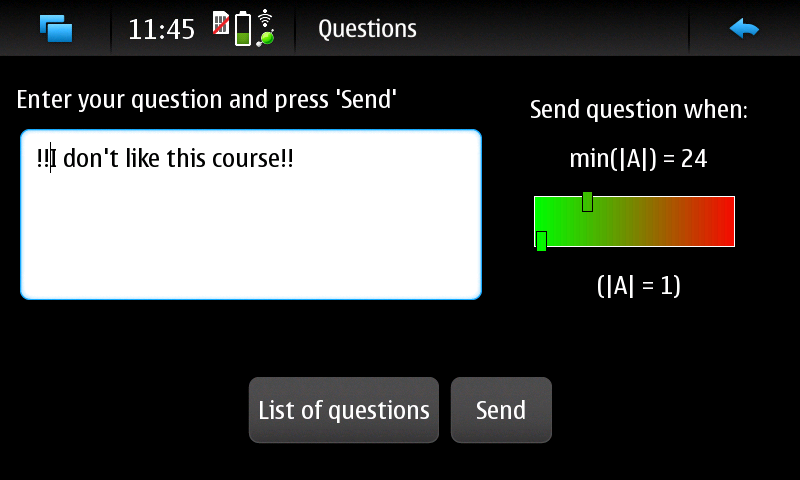 11:45
Questions
Enter your question and press 'Send'
!!I don't like this course!!
Send question when:
min(|A|) = 24
(|A| = 1)
List of questions
Send